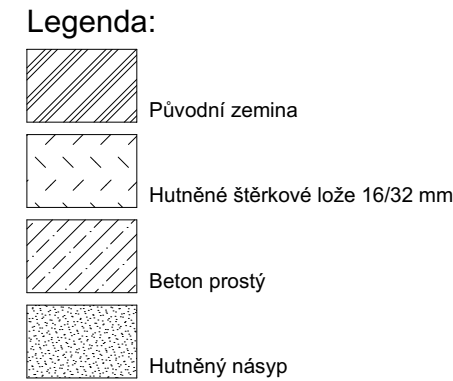 Legenda:
Původní zemina
Hutněné štěrkové lože 16/32 mm
Beton prostý
Hutněný násyp